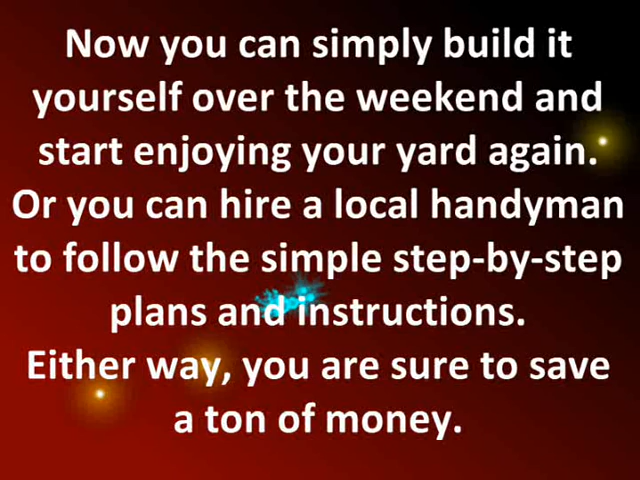 Now you can simply build it
yourself over the weekend and
start enjoying your yard again.
Or you can hire a local handyman
to follow the simple step-by-step
plans and instructions.
Either way, you are sure to save
a ton of money.